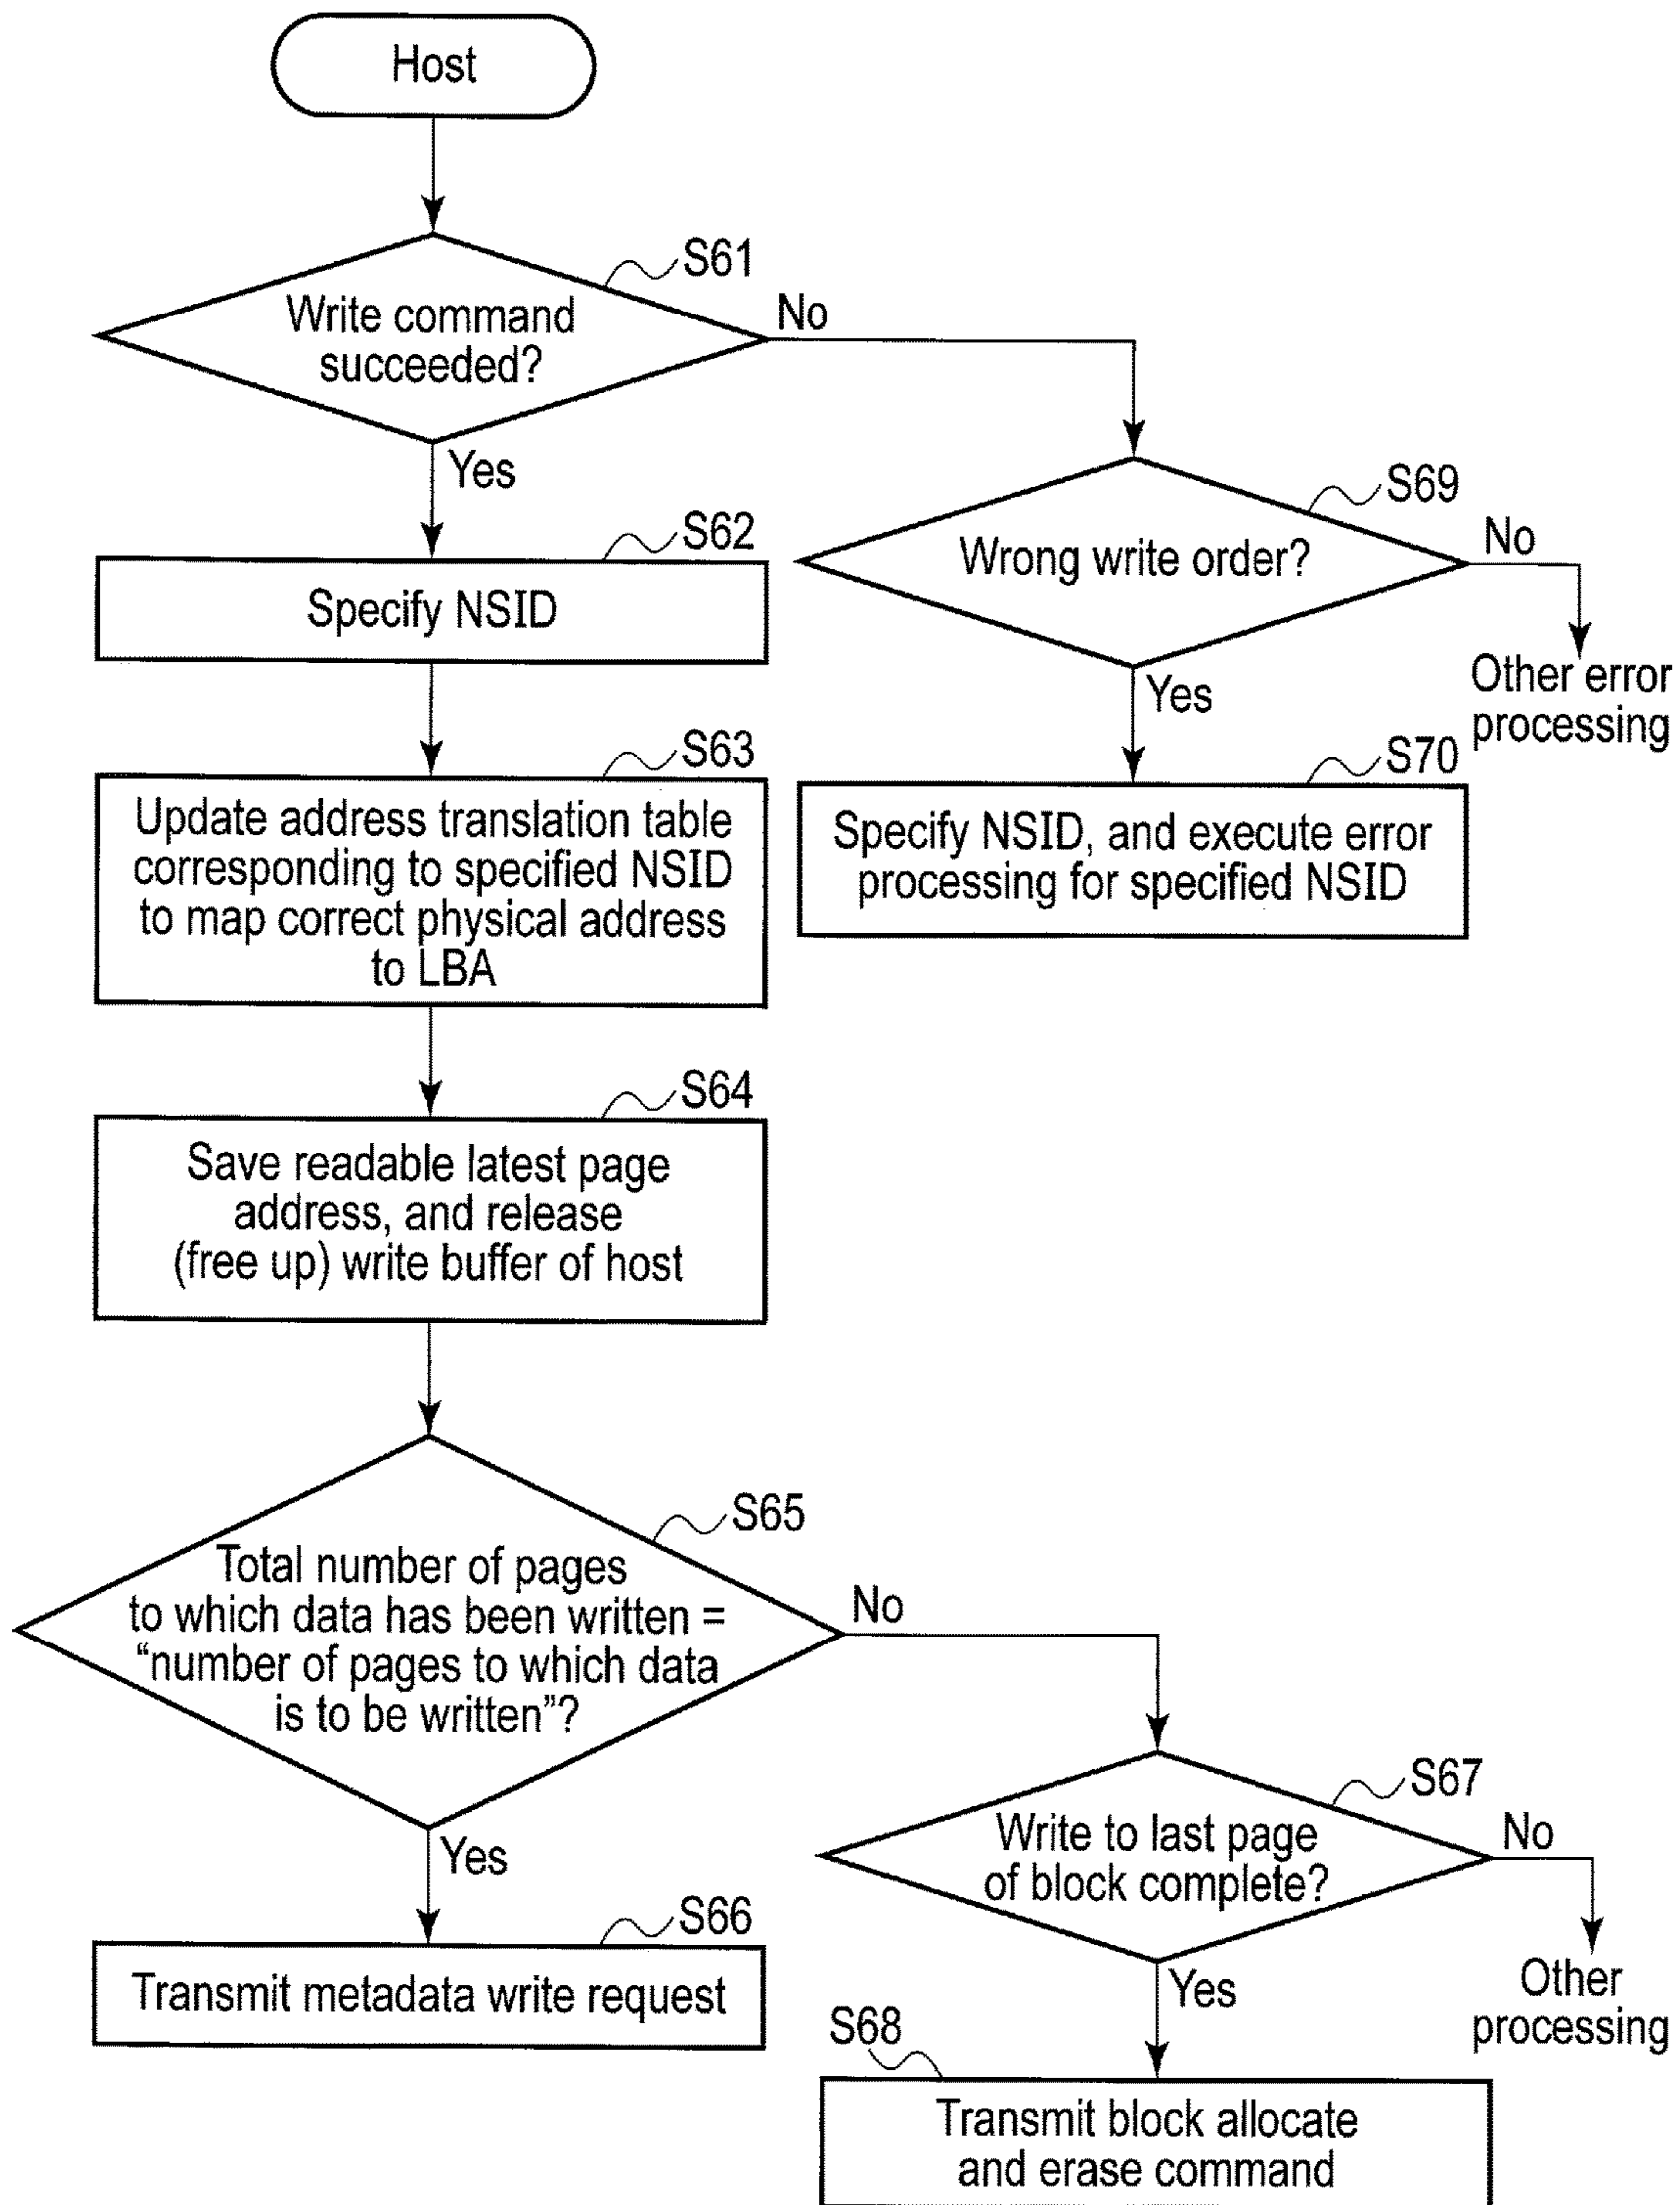 Host
S61
Write command
succeeded?
No
Yes
S69
Wrong write order?
No
Other error
processing
Yes
S62
Specify NSID
S63
Update address translation table
corresponding to specified NSID
to map correct physical address
to LBA
S70
Specify NSID, and execute error
processing for specified NSID
S64
Save readable latest page
address, and release
(free up) write buffer of host
S65
Total number of pages
to which data has been written =
“number of pages to which data
is to be written”?
No
Yes
S66
Transmit metadata write request
S67
Write to last page
of block complete?
No
Other
processing
Yes
S68
Transmit block allocate
and erase command